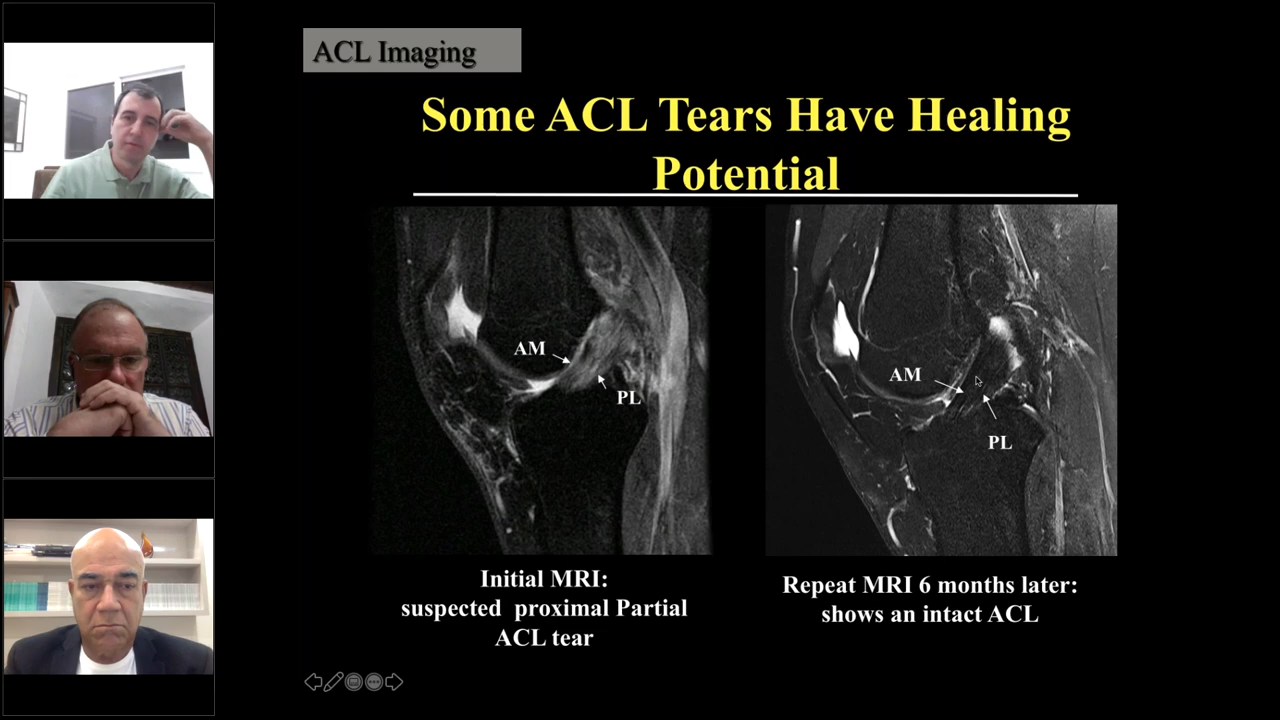 ACL Imaging
Some ACL Tears Have Healing
Potential
AM
PL
AM
PL
Initial MRI:
suspected proximal Partial
ACL tear
Repeat MRI 6 months later:
shows an intact ACL